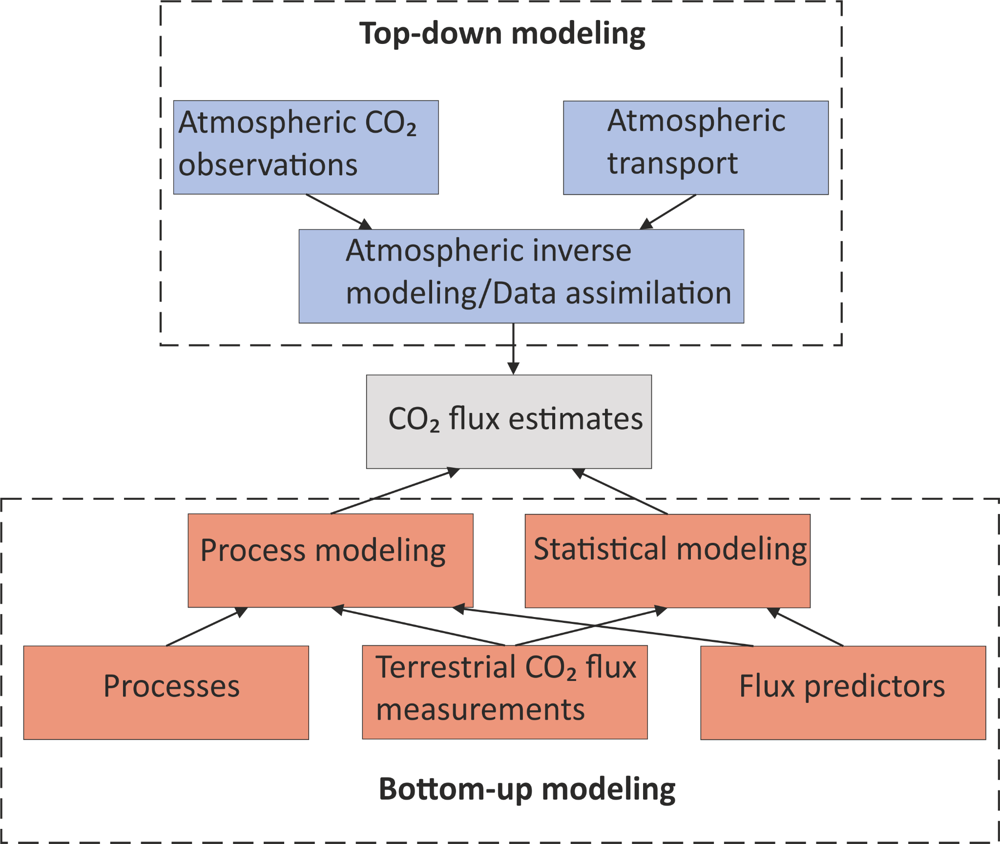 Top-down modeling
Atmospheric CO₂
observations
Atmospheric
transport
Atmospheric inverse
modeling/Data assimilation
CO₂ flux estimates
Process modeling
Statistical modeling
Processes
Terrestrial CO₂ flux
measurements
Flux predictors
Bottom-up modeling